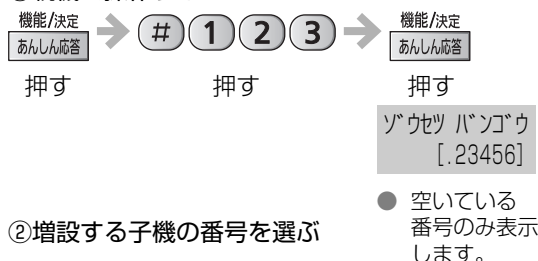 機能/決定
あんしん応答
押す
# 1 2 3
押す
機能/決定
あんしん応答
押す
ゾウセツ バンゴウ
[.23456]
● 空いている
番号のみ表示
します。
②増設する子機の番号を選ぶ